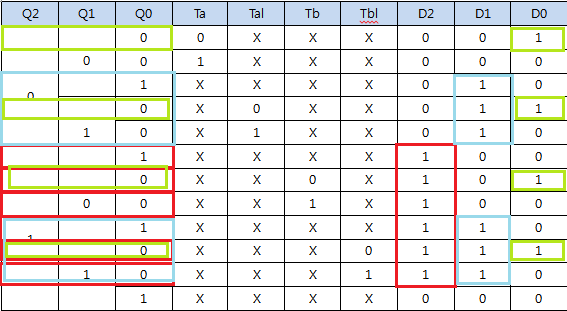 Q2 Q1 Q0 Ta Tal Tb Tbl D2 D1 D0
0 0 X X X 0 0 1
0 0 1 X X X 0 0 0
1 X X X X 0 1 0
0
0 X 0 X X 0 1 1
1 0 X 1 X X 0 1 0
1 X X X X 1 0 0
0 X X 0 X 1 0 1
0 0 X X 1 X 1 0 0
1 X X X X 1 1 0
1
0 X X X 0 1 1 1
1 0 X X X 1 1 1 0
1 X X X X 0 0 0